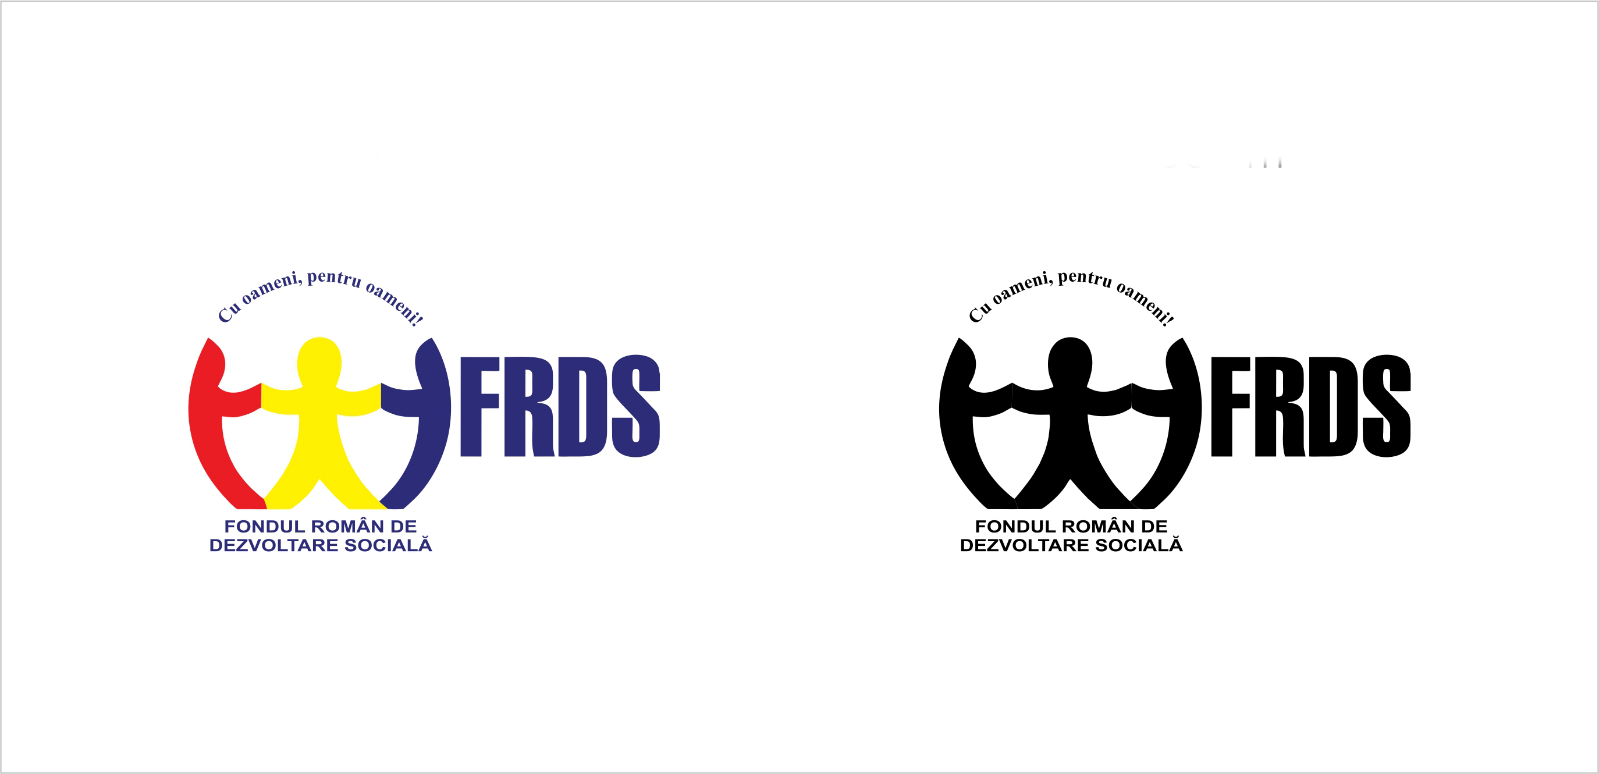 Cu oameni, pentru oameni!
FRDS
FONDUL ROMÂN DE
DEZVOLTARE SOCIALĂ
Cu oameni, pentru oameni!
FRDS
FONDUL ROMÂN DE
DEZVOLTARE SOCIALĂ